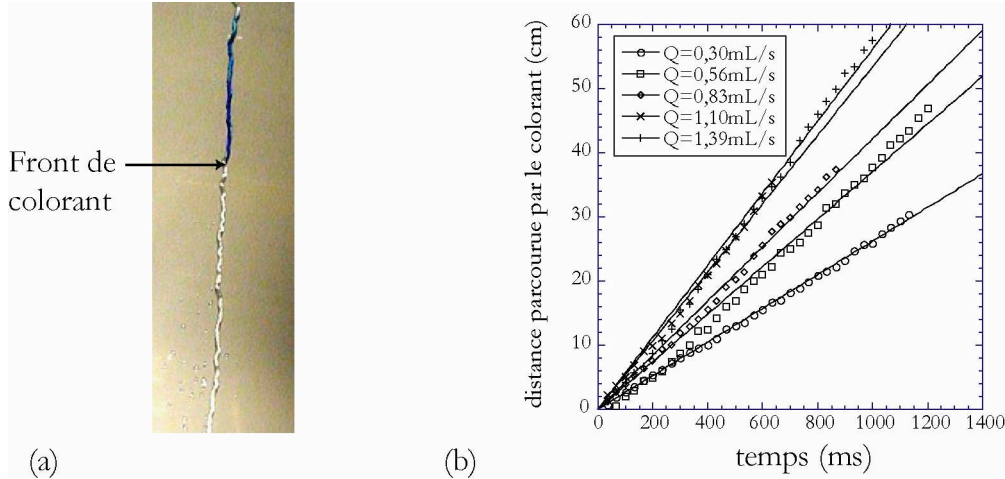 Front de
colorant
(a)
distance parcourue par le colorant (cm)
60
50
40
30
20
10
0
Q=0,30mL/s
Q=0,56mL/s
Q=0,83mL/s
Q=1,10mL/s
Q=1,39mL/s
0 200 400 600 800 1000 1200 1400
temps (ms)
(b)